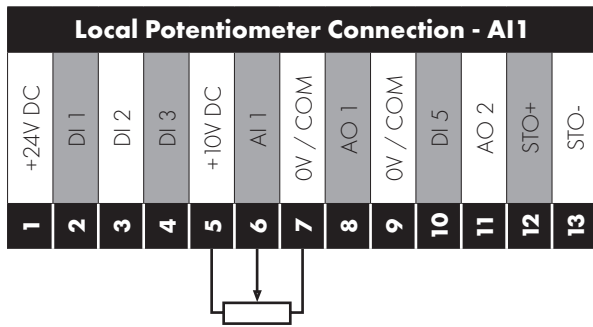 Local Potentiometer Connection - AI1
+24V DC
DI 1
DI 2
DI 3
+10V DC
AI 1
0V / COM
AO 1
0V / COM
DI 5
AO 2
STO+
STO-
1
2
3
4
5
6
7
8
9
10
11
12
13